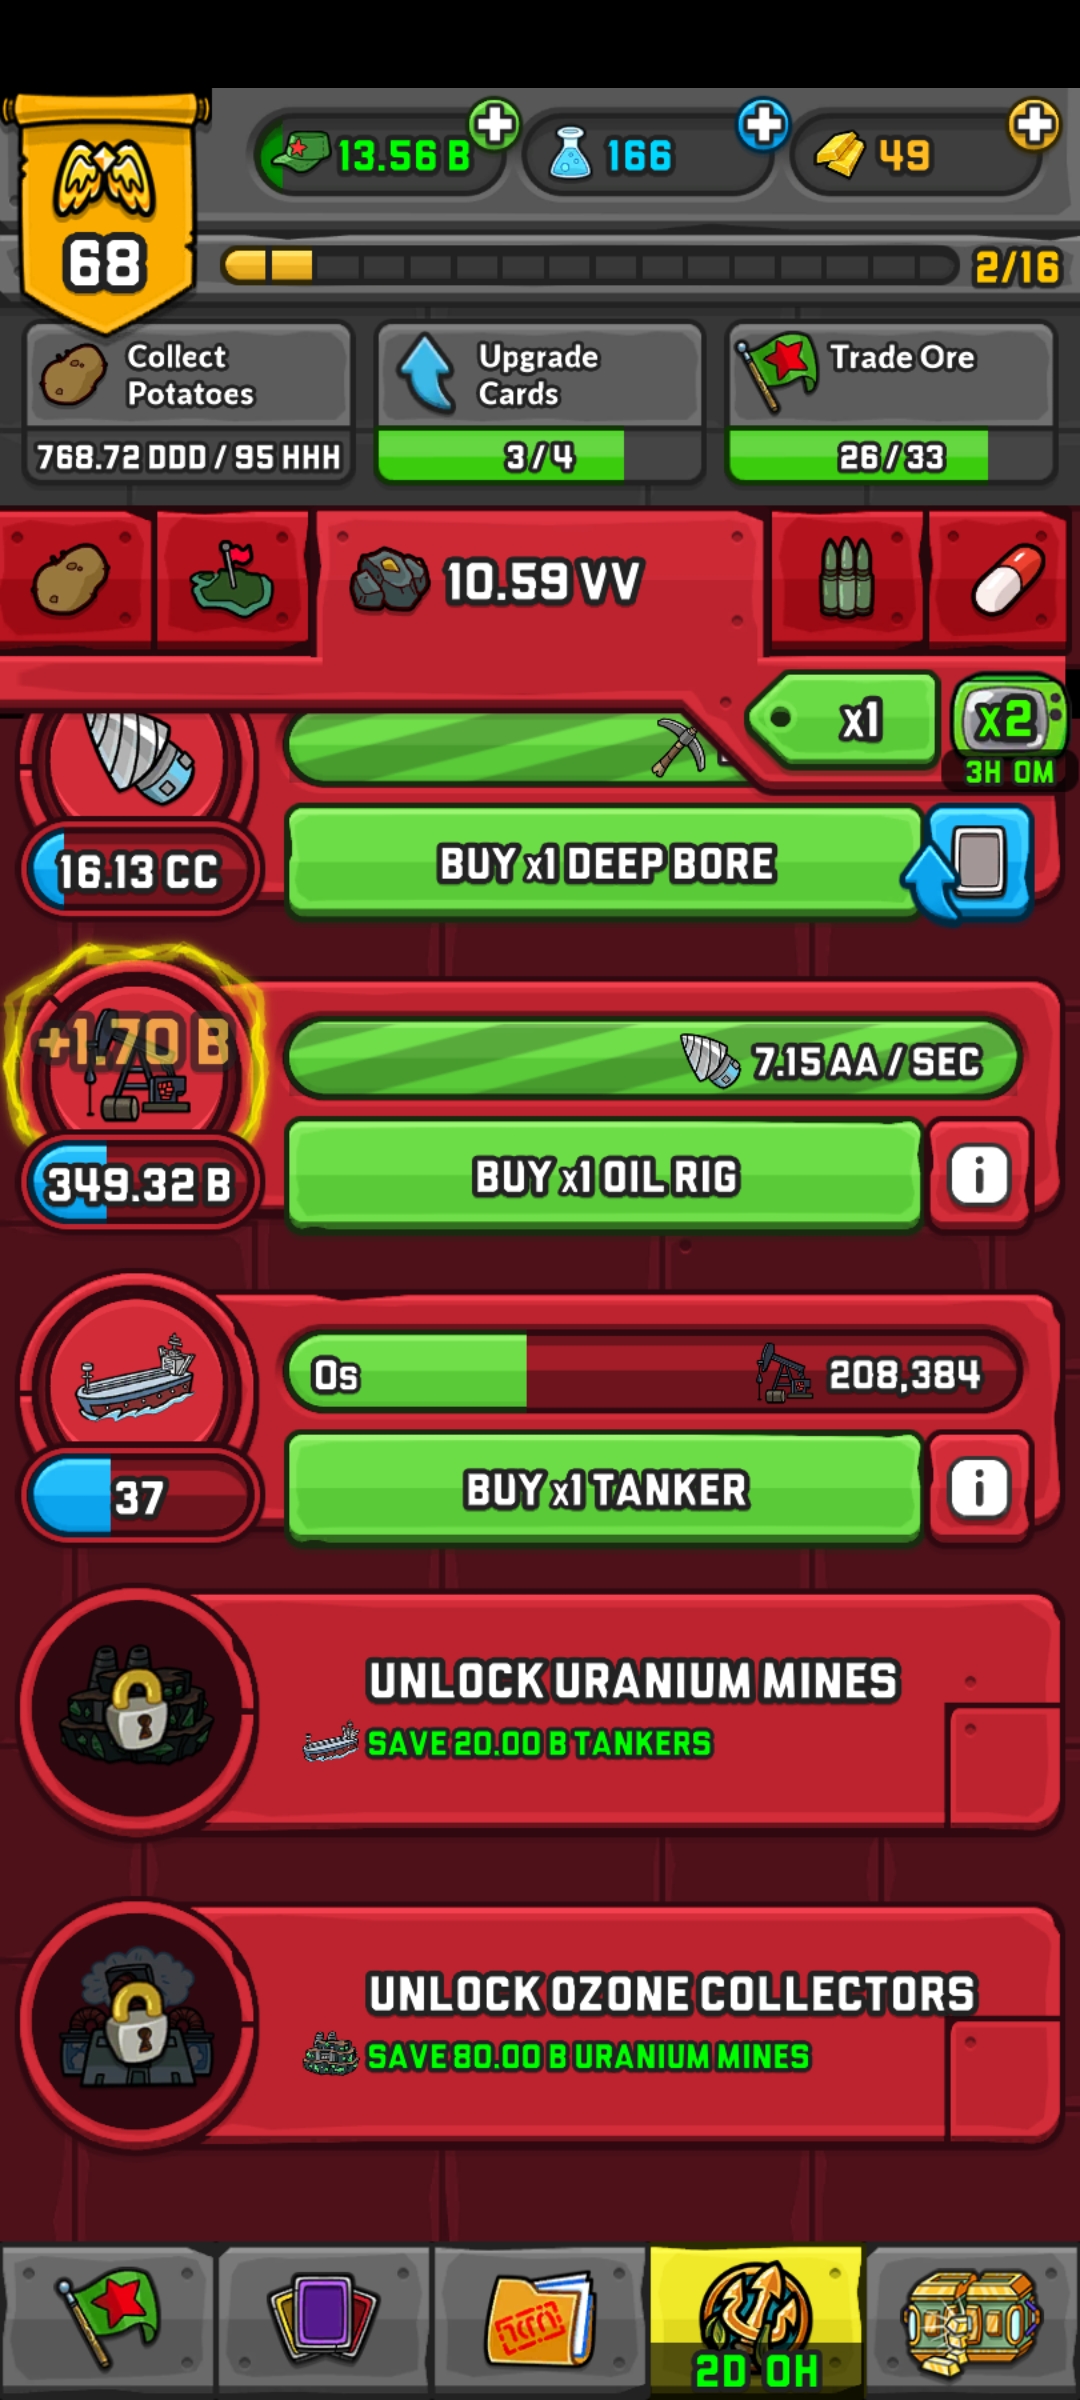 13.56 B
166
49
68
2/16
Collect
Potatoes
768.72 DDD / 95 HHH
Upgrade
Cards
3/4
Trade Ore
26/33
10.59 VV
x1
x2
3H 0M
16.13 CC
BUY x1 DEEP BORE
+1.70 B
7.15 AA / SEC
349.32 B
BUY x1 OIL RIG
i
0s
208,384
37
BUY x1 TANKER
i
UNLOCK URANIUM MINES
SAVE 20.00 B TANKERS
UNLOCK OZONE COLLECTORS
SAVE 80.00 B URANIUM MINES
2D 0H